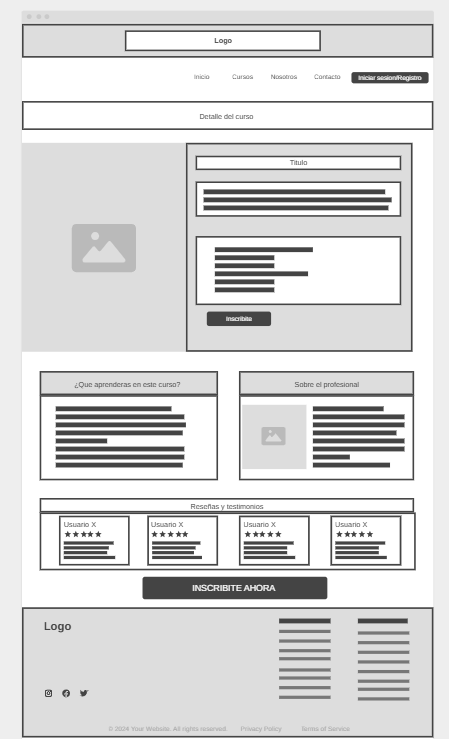 Logo
Inicio Cursos Nosotros Contacto Iniciar sesion/Registro
Detalle del curso
Titulo
Inscribite
¿Que aprenderas en este curso?
Sobre el profesional
Reseñas y testimonios
Usuario X Usuario X Usuario X Usuario X
INSCRIBITE AHORA
Logo
© 2024 Your Website. All rights reserved. Privacy Policy Terms of Service